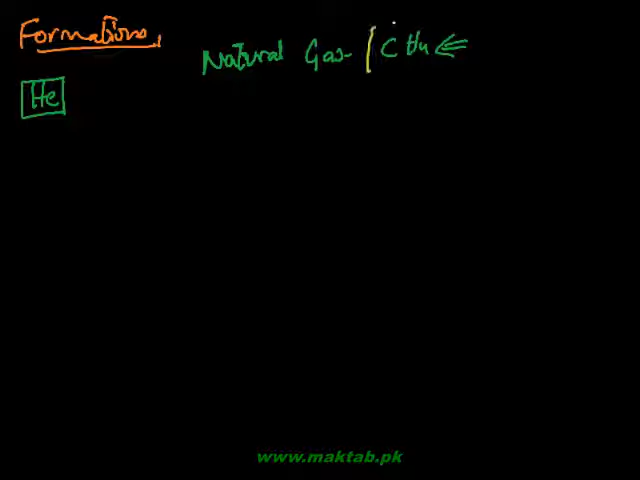 Formations,
Natural Gas / CH4 ⇐
He
www.maktab.pk